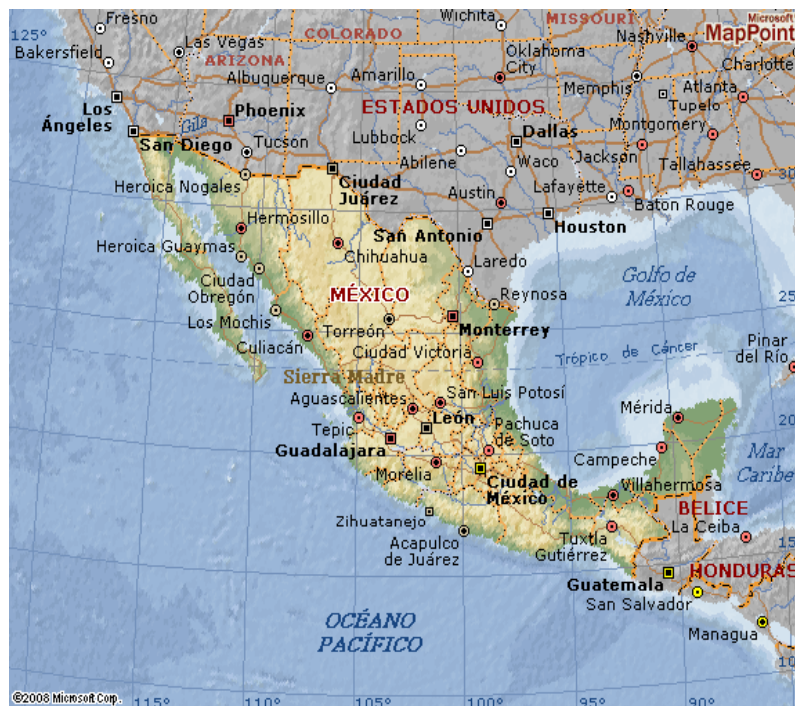 Microsoft
MapPoint
125°
Fresno
Las Vegas
COLORADO
Wichita
MISSOURI
Nashville
Bakersfield
ARIZONA
Albuquerque
Amarillo
Oklahoma
City
Memphis
Charlotte
Atlanta
Tupelo
Los
Ángeles
Phoenix
ESTADOS UNIDOS
Gila
Lubbock
Dallas
Montgomery
San Diego
Tucson
Abilene
Waco
Jackson
Tallahassee
30
Heroica Nogales
Ciudad
Juárez
Austin
Lafayette
Baton Rouge
Hermosillo
San Antonio
Houston
Heroica Guaymas
Chihuahua
Laredo
Golfo de
México
Ciudad
Obregón
MÉXICO
Reynosa
25
Los Mochis
Torreón
Monterrey
Culiacán
Ciudad Victoria
Trópico de Cáncer
Pinar
del Río
Sierra Madre
Aguascalientes
San Luis Potosí
Mérida
León
20
Tepic
Pachuca
de Soto
Guadalajara
Campeche
Mar
Caribe
Morelia
Ciudad de
México
Villahermosa
BELICE
Zihuatanejo
La Ceiba
Acapulco
de Juárez
Tuxtla
Gutiérrez
15
HONDURAS
Guatemala
San Salvador
OCÉANO
PACÍFICO
Managua
10
©2008 Microsoft Corp.
115°
110°
105°
100°
95°
90°